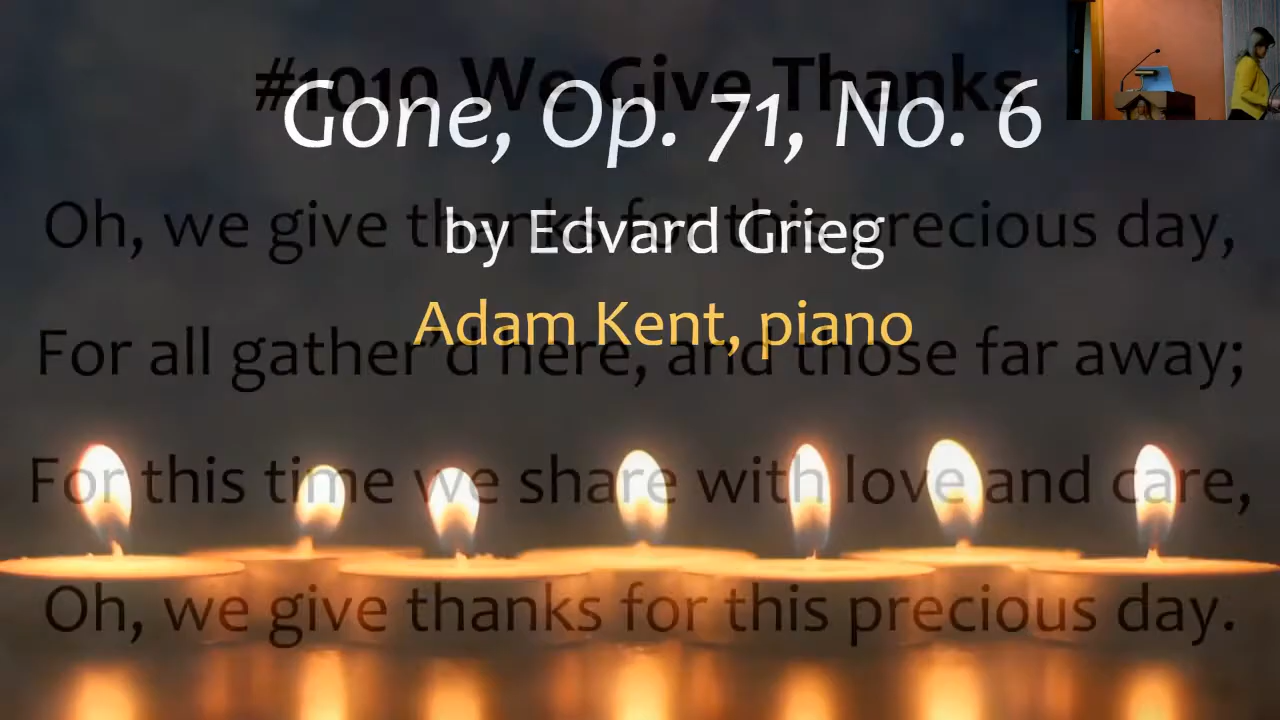 #1010 We Give Thanks
Gone, Op. 71, No. 6
Oh, we give thanks for this precious day,
by Edvard Grieg
Adam Kent, piano
For all gather"d here, and those far away;
For this time we share with love and care,
Oh, we give thanks for this precious day.